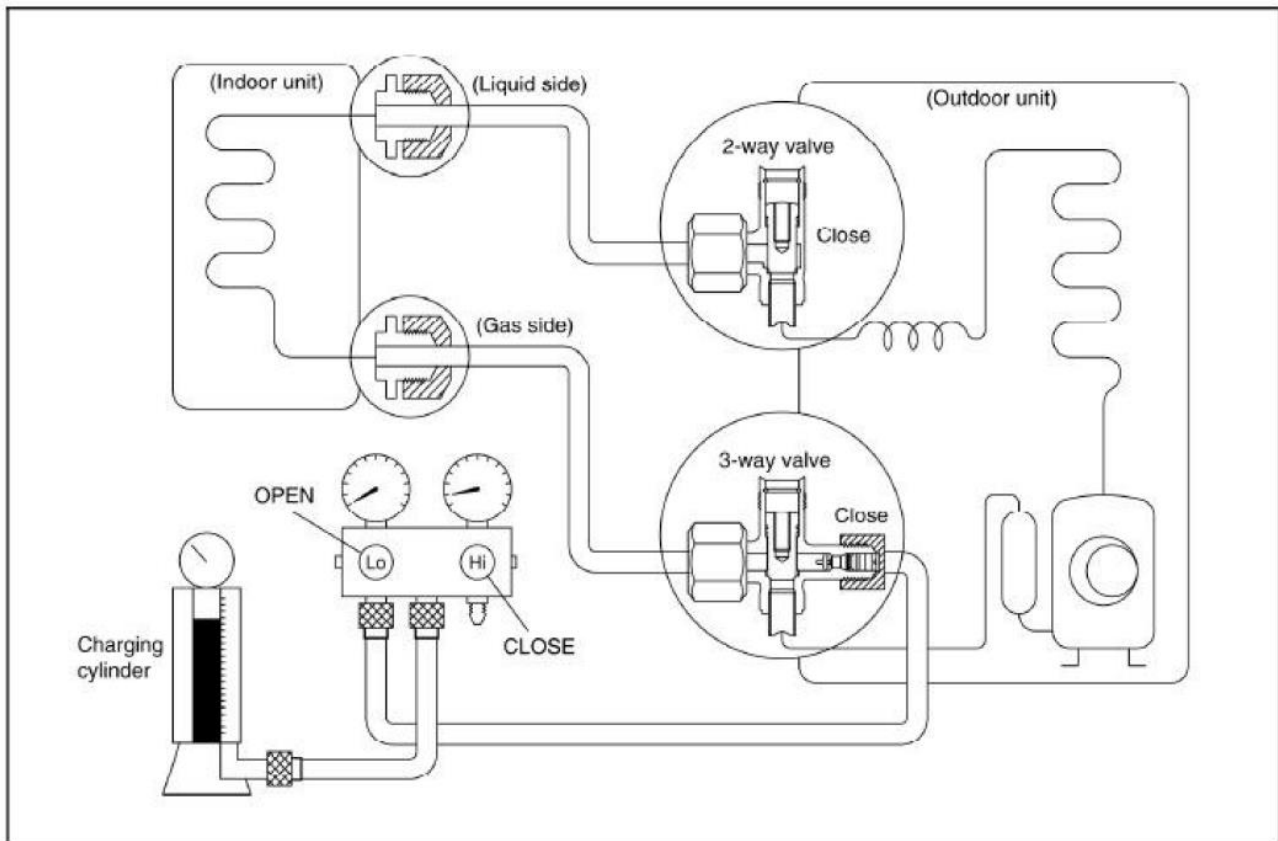 (Indoor unit)
(Liquid side)
(Outdoor unit)
2-way valve
Close
(Gas side)
3-way valve
Close
OPEN
Lo
Hi
CLOSE
Charging
cylinder